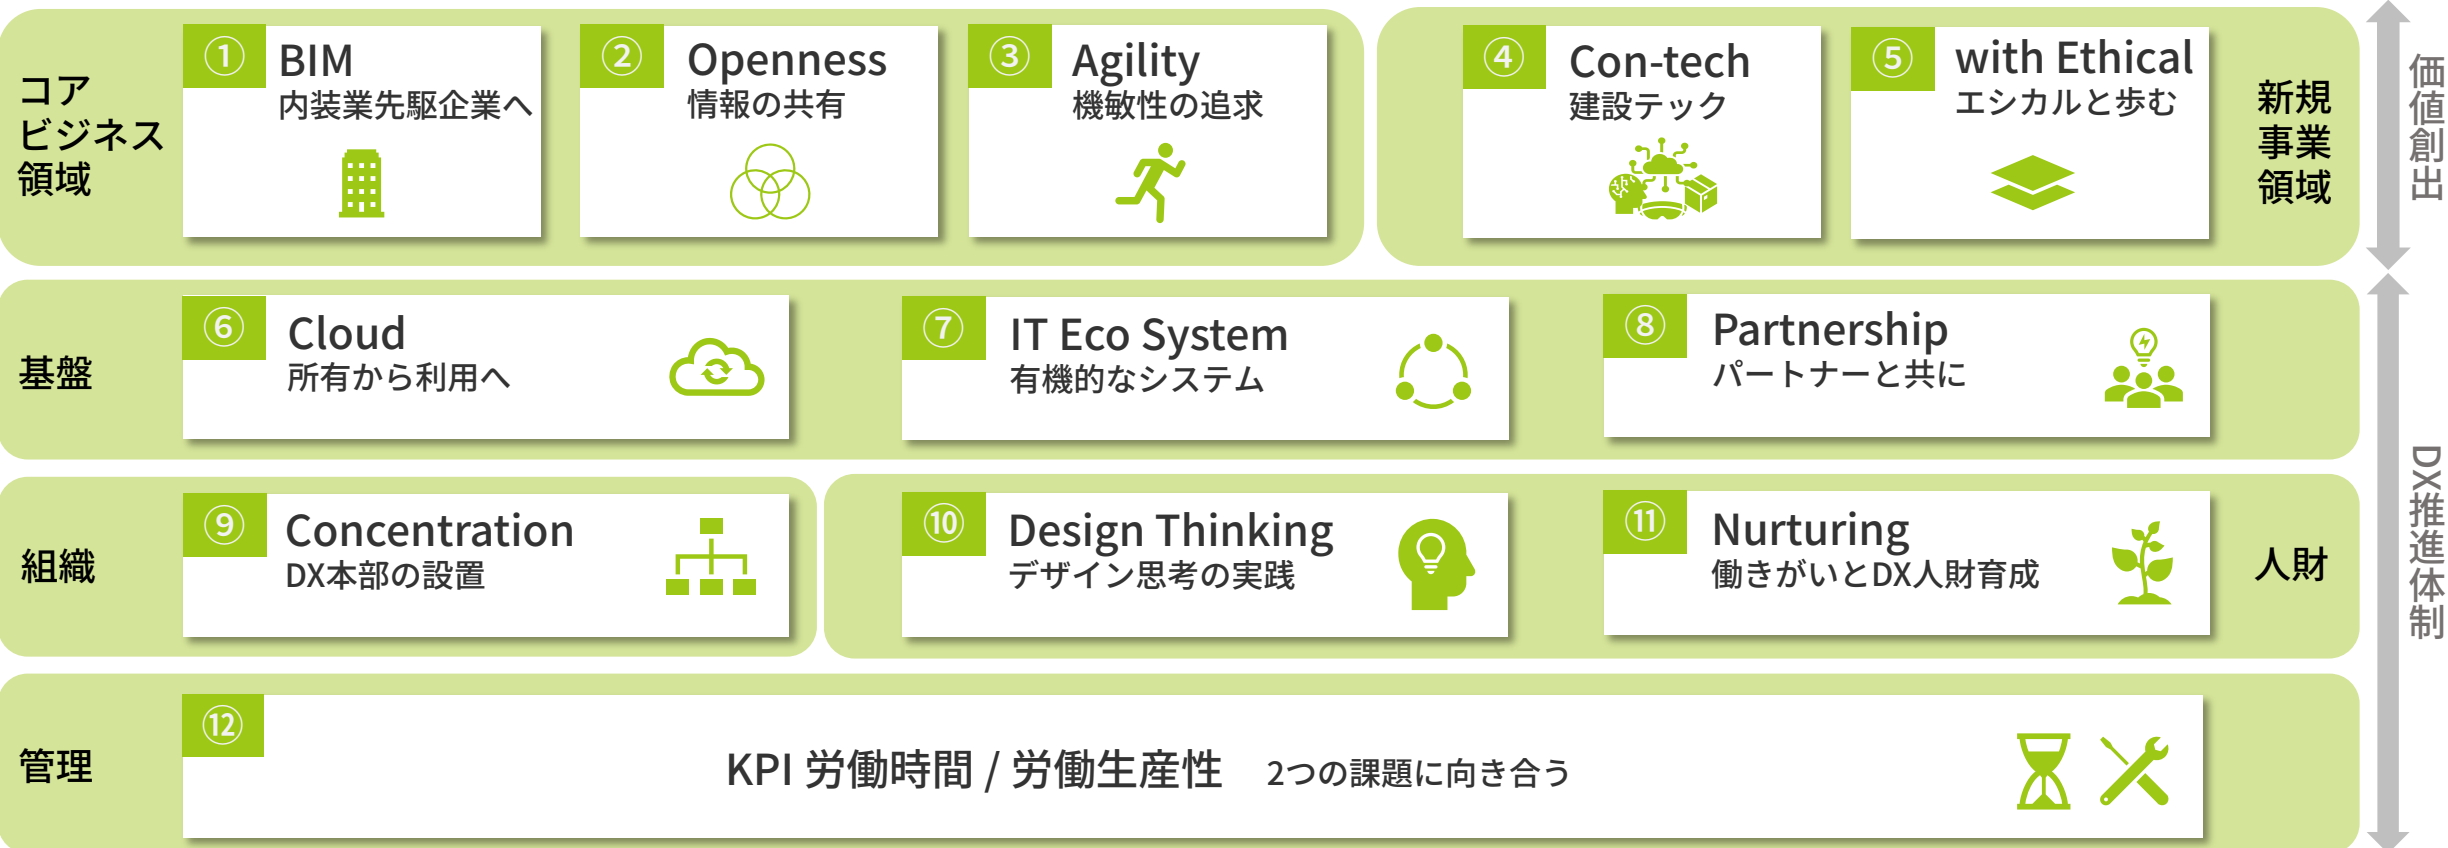 コア
ビジネス
領域
①
BIM
内装業先駆企業へ
②
Openness
情報の共有
③
Agility
機敏性の追求
④
Con-tech
建設テック
⑤
with Ethical
エシカルと歩む
新規
事業
領域
価値創出
基盤
⑥
Cloud
所有から利用へ
⑦
IT Eco System
有機的なシステム
⑧
Partnership
パートナーと共に
組織
⑨
Concentration
DX本部の設置
⑩
Design Thinking
デザイン思考の実践
⑪
Nurturing
働きがいとDX人財育成
人財
DX推進体制
管理
⑫
KPI 労働時間 / 労働生産性 2つの課題に向き合う